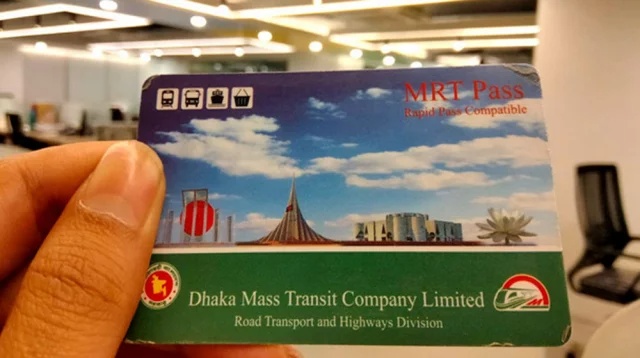 MRT Pass
Rapid Pass Compatible
Dhaka Mass Transit Company Limited
Road Transport and Highways Division